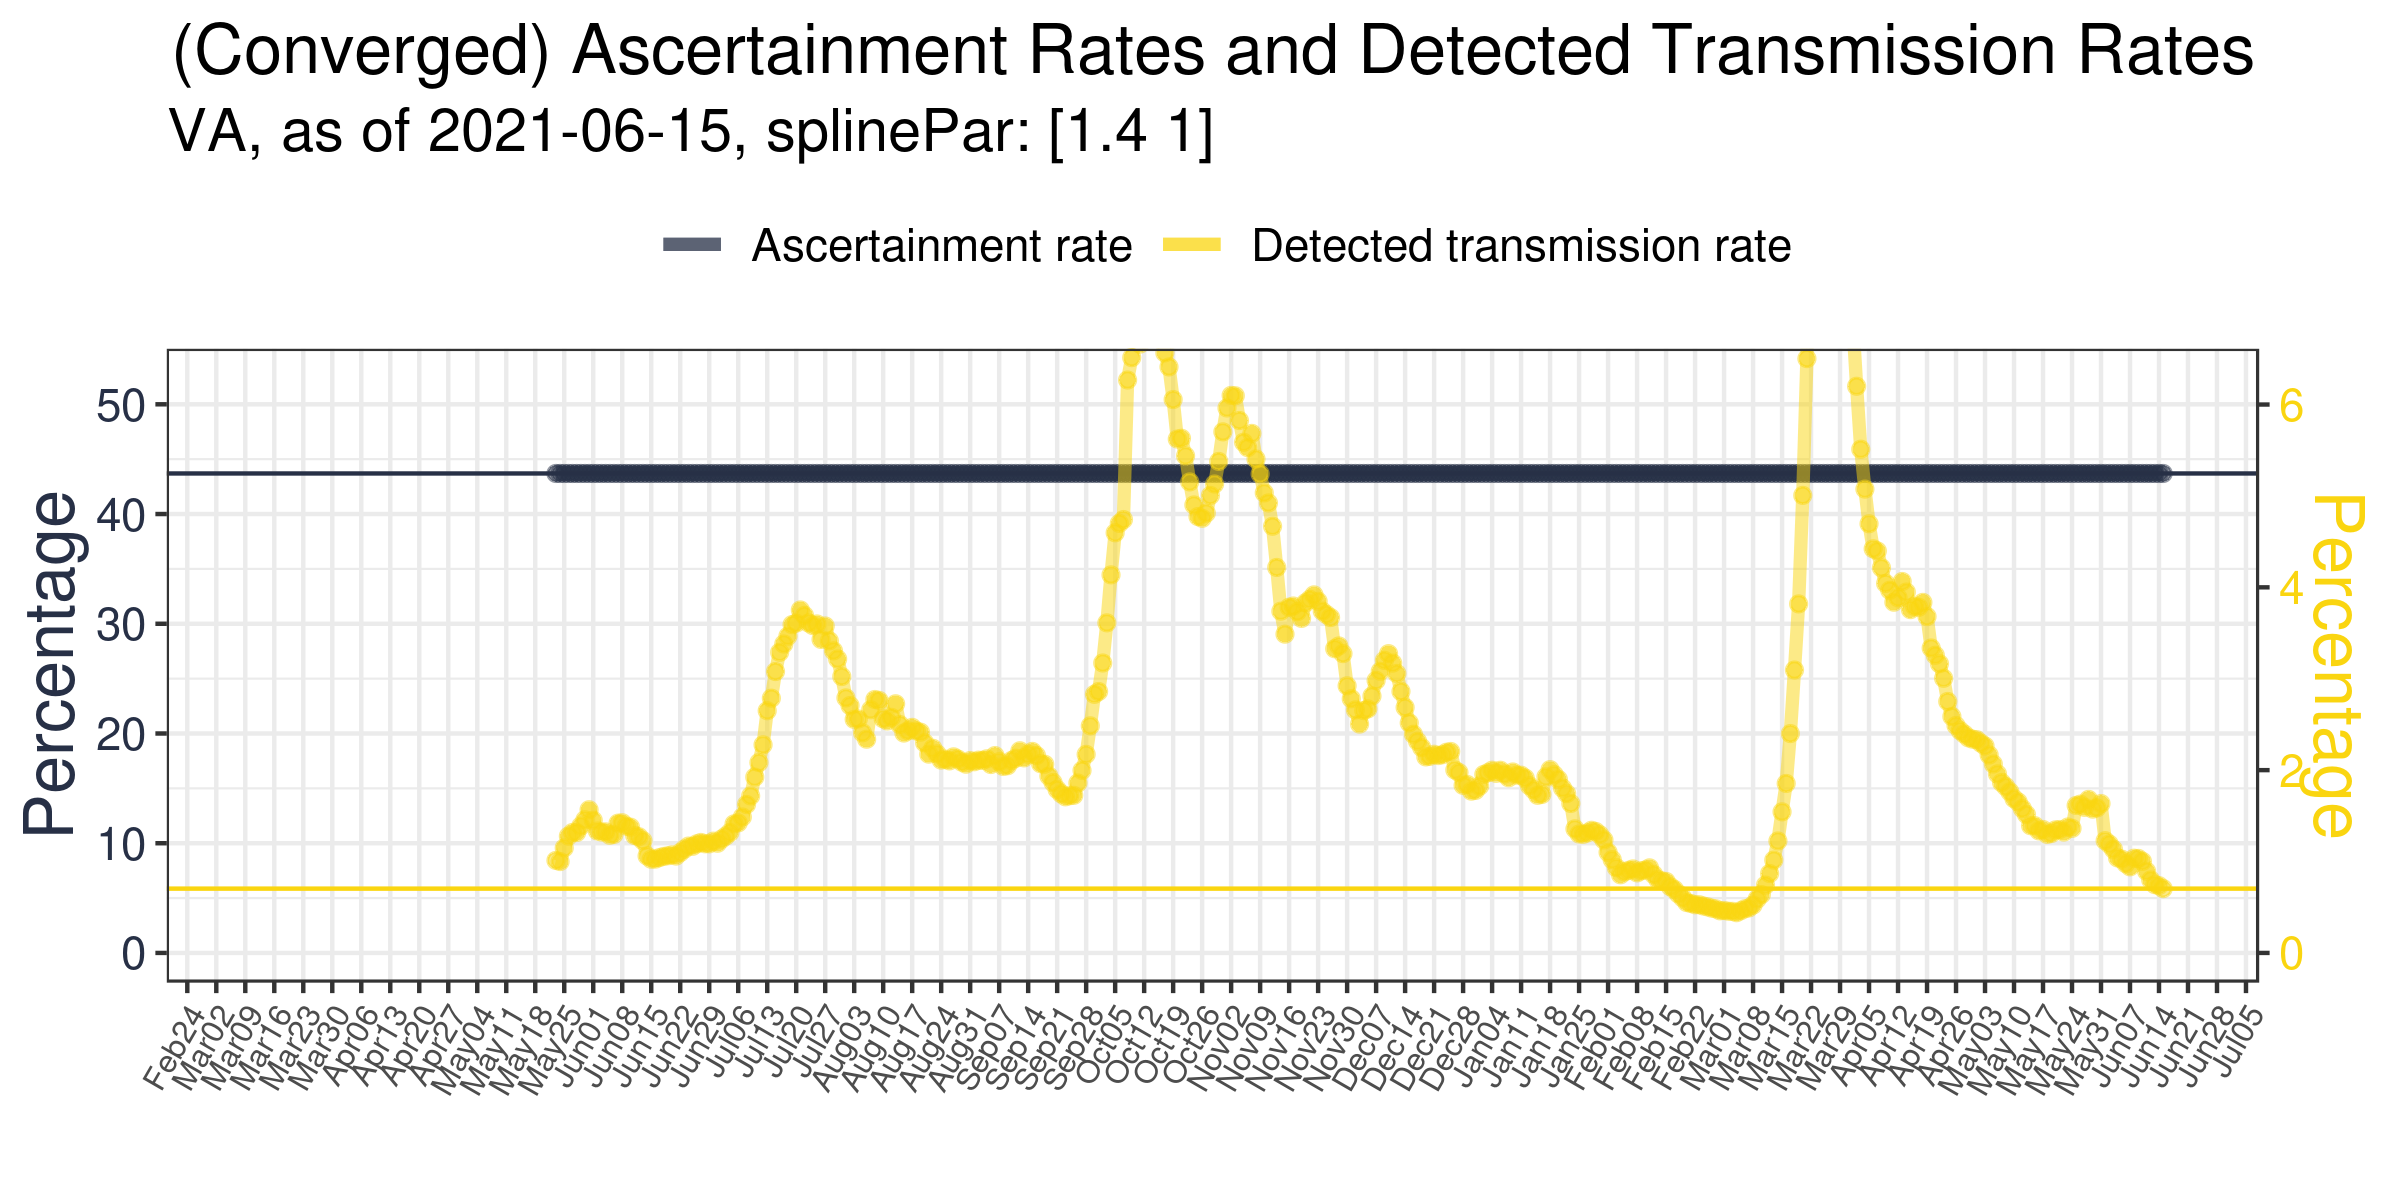 (Converged) Ascertainment Rates and Detected Transmission Rates
VA, as of 2021-06-15, splinePar: [1.4 1]
Ascertainment rate Detected transmission rate
Percentage
50
40
30
20
10
0
6
4
2
0
Percentage
Feb24 Mar02 Mar09 Mar16 Mar23 Mar30 Apr06 Apr13 Apr20 Apr27 May04 May11 May18 May25 Jun01 Jun08 Jun15 Jun22 Jun29 Jul06 Jul13 Jul20 Jul27 Aug03 Aug10 Aug17 Aug24 Aug31 Sep07 Sep14 Sep21 Sep28 Oct05 Oct12 Oct19 Oct26 Nov02 Nov09 Nov16 Nov23 Nov30 Dec07 Dec14 Dec21 Dec28 Jan04 Jan11 Jan18 Jan25 Feb01 Feb08 Feb15 Feb22 Mar01 Mar08 Mar15 Mar22 Mar29 Apr05 Apr12 Apr19 Apr26 May03 May10 May17 May24 May31 Jun07 Jun14 Jun21 Jun28 Jul05